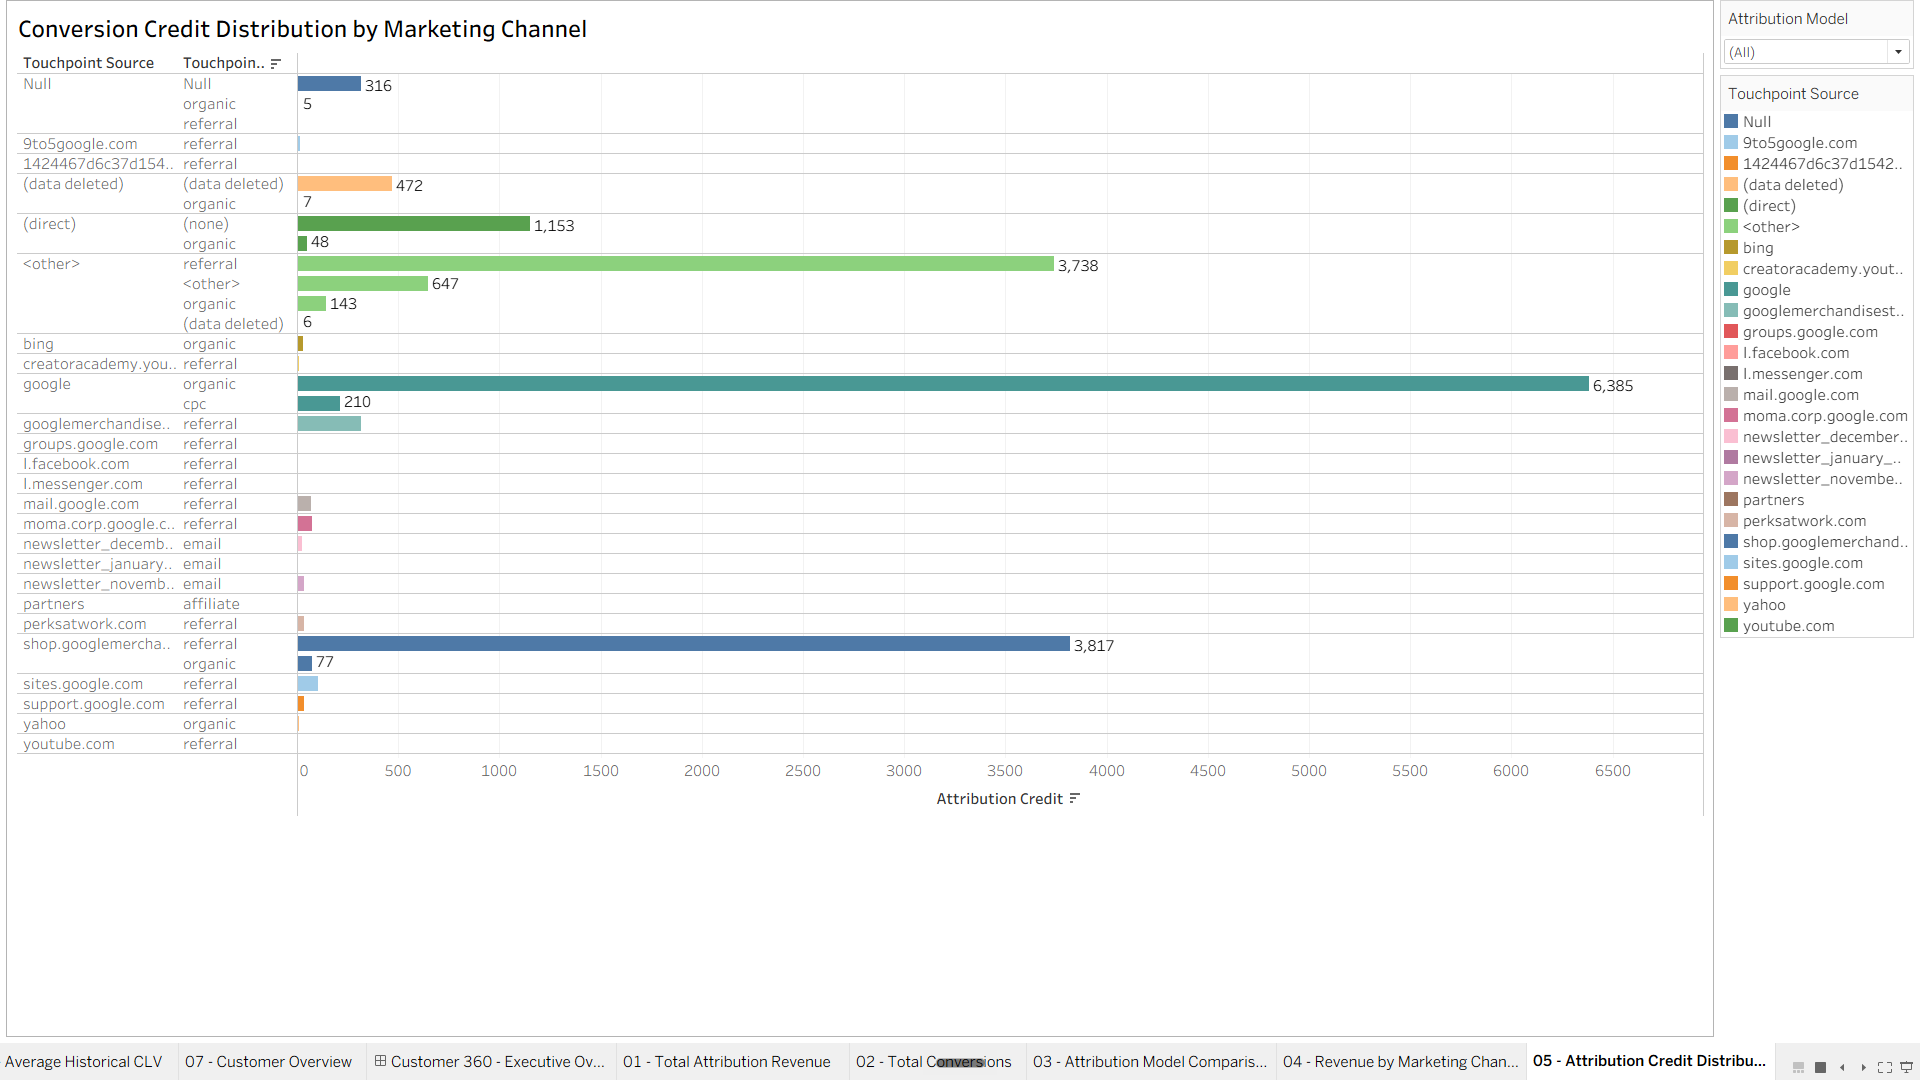 Conversion Credit Distribution by Marketing Channel
Touchpoint Source Touchpoin..
Null Null 316
organic 5
referral
9to5google.com referral
1424467d6c37d154.. referral
(data deleted) (data deleted) 472
organic 7
(direct) (none) 1,153
organic 48
<other> referral 3,738
<other> 647
organic 143
(data deleted) 6
bing organic
creatoracademy.you.. referral
google organic 6,385
cpc 210
googlemerchandise.. referral
groups.google.com referral
l.facebook.com referral
l.messenger.com referral
mail.google.com referral
moma.corp.google.c.. referral
newsletter_decemb.. email
newsletter_january.. email
newsletter_novemb.. email
partners affiliate
perksatwork.com referral
shop.googlemercha.. referral 3,817
organic 77
sites.google.com referral
support.google.com referral
yahoo organic
youtube.com referral
0 500 1000 1500 2000 2500 3000 3500 4000 4500 5000 5500 6000 6500
Attribution Credit
Attribution Model
(All)
Touchpoint Source
Null
9to5google.com
1424467d6c37d1542..
(data deleted)
(direct)
<other>
bing
creatoracademy.yout..
google
googlemerchandisest..
groups.google.com
l.facebook.com
l.messenger.com
mail.google.com
moma.corp.google.com
newsletter_december..
newsletter_january_..
newsletter_novembe..
partners
perksatwork.com
shop.googlemerchand..
sites.google.com
support.google.com
yahoo
youtube.com
Average Historical CLV 07 - Customer Overview Customer 360 - Executive Ov... 01 - Total Attribution Revenue 02 - Total Conversions 03 - Attribution Model Comparis... 04 - Revenue by Marketing Chan... 05 - Attribution Credit Distribu...